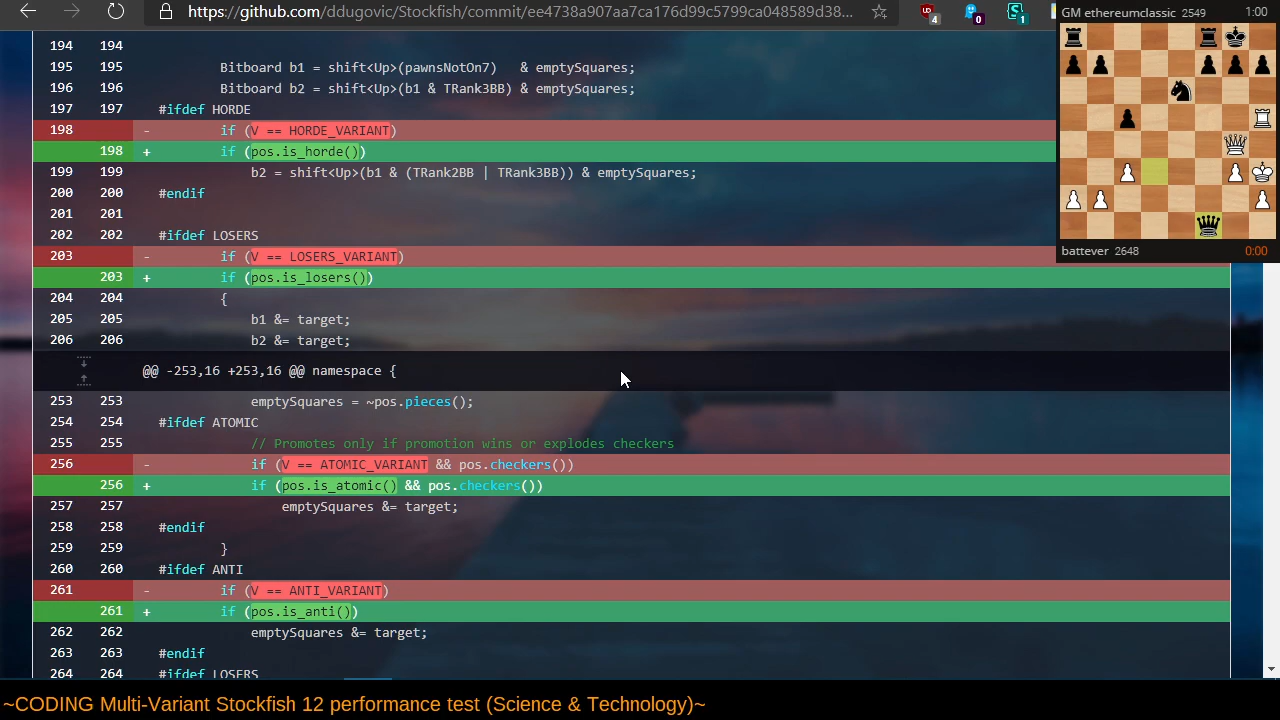 https://github.com/ddugovic/Stockfish/commit/ee4738a907aa7ca176d99c5799ca048589d38...
4
0
1
GM ethereumclassic 2549 1:00
194 194
195 195 Bitboard b1 = shift<Up>(pawnsNotOn7)   & emptySquares;
196 196 Bitboard b2 = shift<Up>(b1 & TRank3BB) & emptySquares;
197 197 #ifdef HORDE
198 - if (V == HORDE_VARIANT)
198 + if (pos.is_horde())
199 199 b2 = shift<Up>(b1 & (TRank2BB | TRank3BB)) & emptySquares;
200 200 #endif
201 201
202 202 #ifdef LOSERS
203 - if (V == LOSERS_VARIANT)
203 + if (pos.is_losers())
204 204 {
205 205 b1 &= target;
206 206 b2 &= target;
battever 2648 0:00
@@ -253,16 +253,16 @@ namespace {
253 253 emptySquares = ~pos.pieces();
254 254 #ifdef ATOMIC
255 255 // Promotes only if promotion wins or explodes checkers
256 - if (V == ATOMIC_VARIANT && pos.checkers())
256 + if (pos.is_atomic() && pos.checkers())
257 257 emptySquares &= target;
258 258 #endif
259 259 }
260 260 #ifdef ANTI
261 - if (V == ANTI_VARIANT)
261 + if (pos.is_anti())
262 262 emptySquares &= target;
263 263 #endif
264 264 #ifdef LOSERS
~CODING Multi-Variant Stockfish 12 performance test (Science & Technology)~